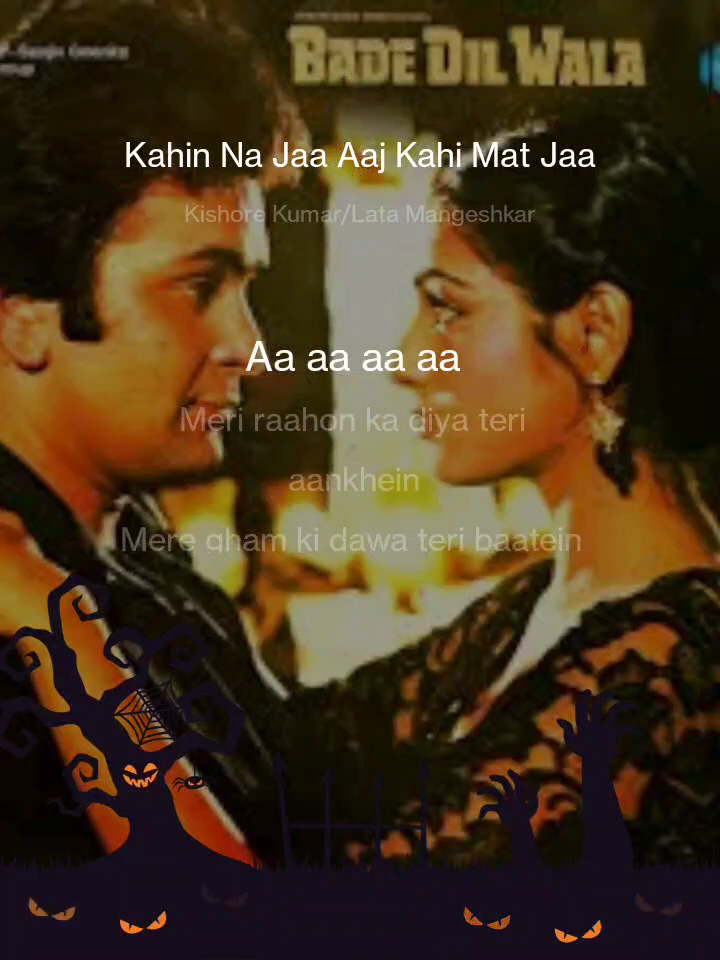 BADE DIL WALA
Kahin Na Jaa Aaj Kahi Mat Jaa
Kishore Kumar/Lata Mangeshkar
Aa aa aa aa
Meri raahon ka diya teri
aankhein
Mere gham ki dawa teri baatein